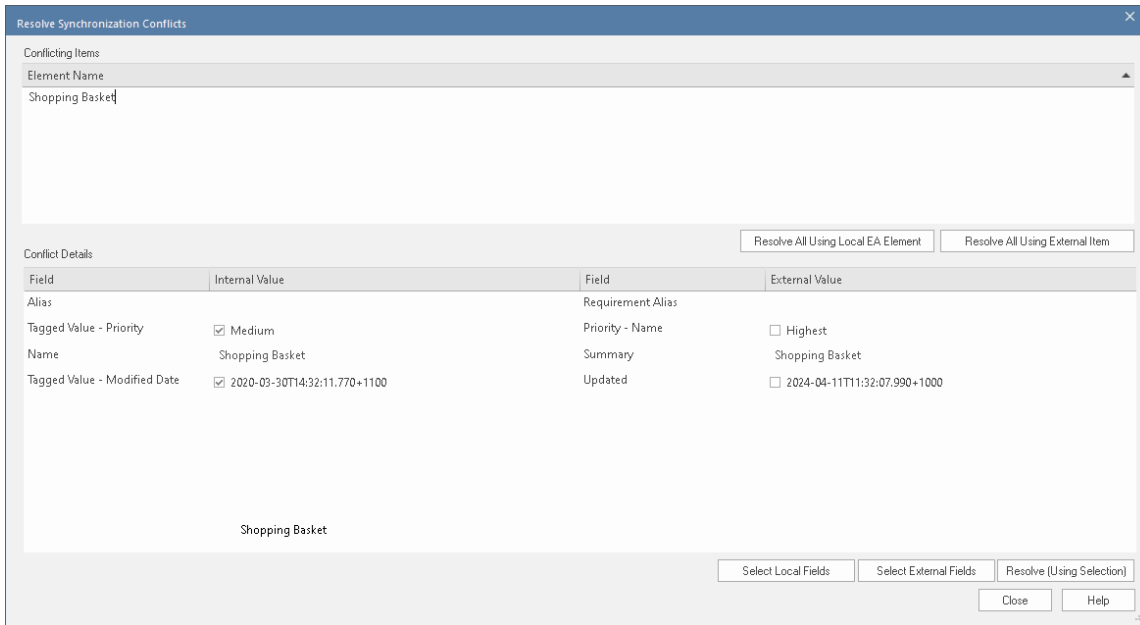 Resolve Synchronization Conflicts
Conflicting Items
Element Name
Shopping Basket
Resolve All Using Local EA Element Resolve All Using External Item
Conflict Details
Field Internal Value Field External Value
Alias Requirement Alias
Tagged Value - Priority Medium Priority - Name Highest
Name Shopping Basket Summary Shopping Basket
Tagged Value - Modified Date 2020-03-30T14:32:11.770+1100 Updated 2024-04-11T11:32:07.990+1000
Shopping Basket
Select Local Fields Select External Fields Resolve (Using Selection)
Close Help